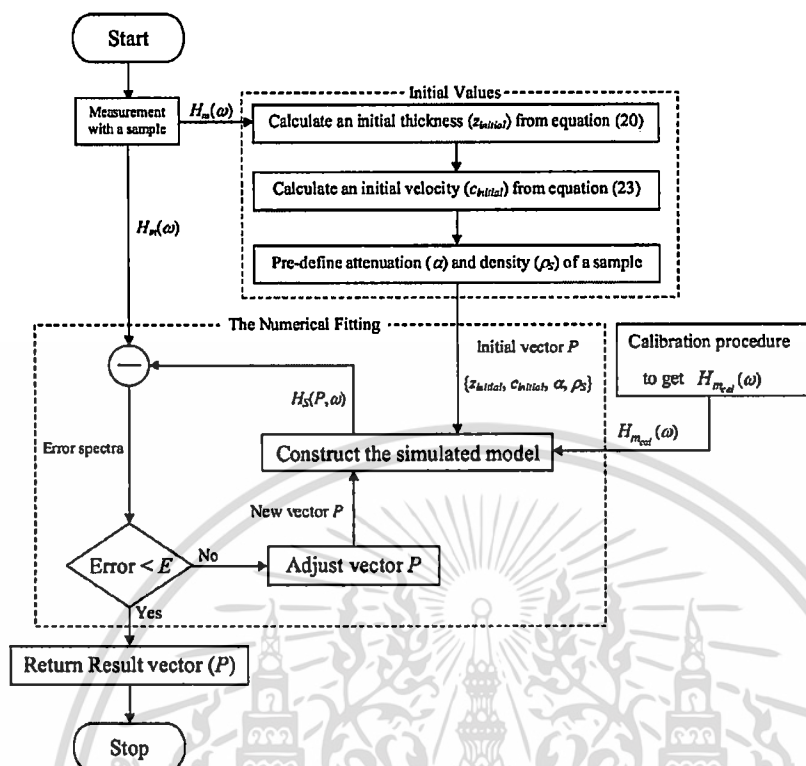 Start
Measurement
with a sample
Hm(ω)
Initial Values
Calculate an initial thickness (zinitial) from equation (20)
Calculate an initial velocity (cinitial) from equation (23)
Pre-define attenuation (α) and density (ρS) of a sample
Hm(ω)
The Numerical Fitting
Initial vector P
{zinitial, cinitial, α, ρS}
Calibration procedure
to get Hmcal(ω)
HS(P,ω)
Hmcal(ω)
Error spectra
Construct the simulated model
New vector P
Error < E
No
Adjust vector P
Yes
Return Result vector (P)
Stop